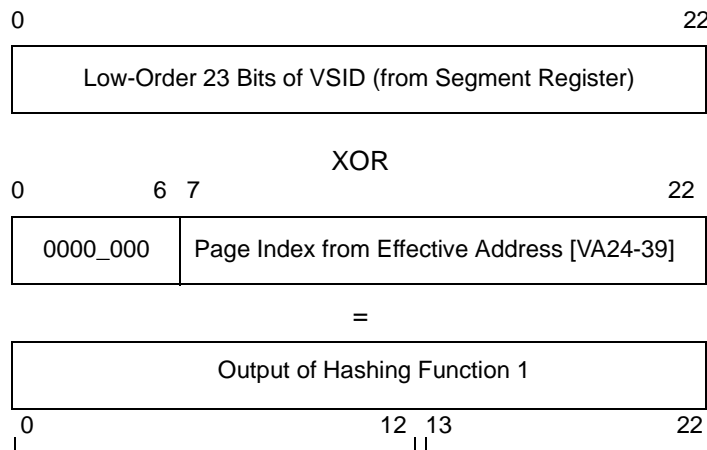 0 22
Low-Order 23 Bits of VSID (from Segment Register)
XOR
0 6 7 22
0000_000 Page Index from Effective Address [VA24-39]
=
Output of Hashing Function 1
0 12 13 22